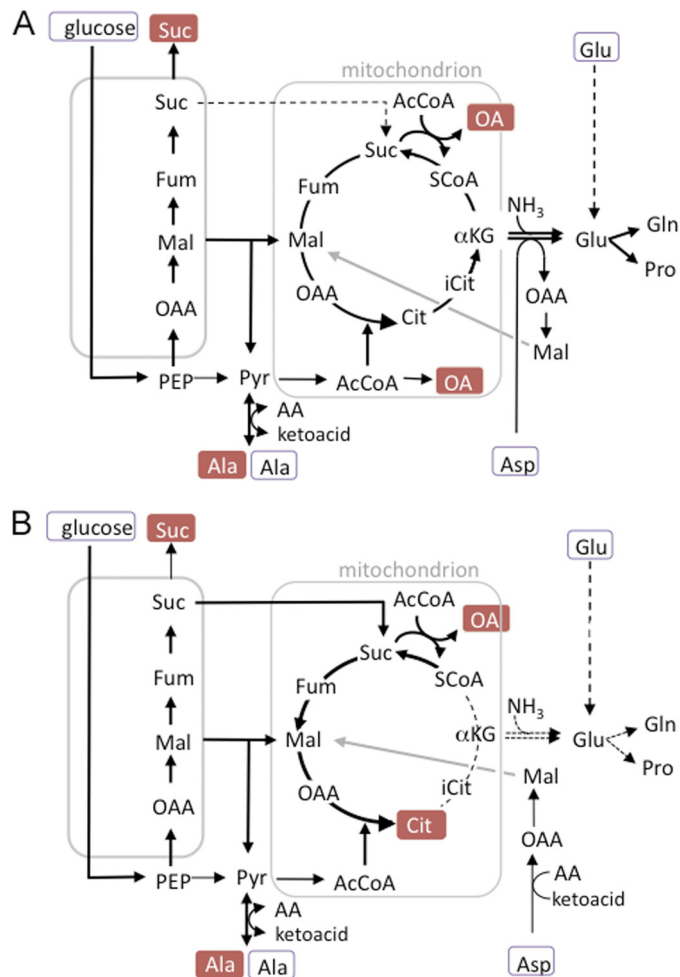 A
glucose
Suc
Glu
mitochondrion
AcCoA
OA
Suc
Suc
SCoA
Fum
Fum
NH3
Mal
Mal
αKG
Glu
Gln
Pro
iCit
OAA
OAA
OAA
Cit
Mal
PEP
Pyr
AcCoA
OA
AA
ketoacid
Ala
Ala
Asp
B
glucose
Suc
Glu
mitochondrion
AcCoA
OA
Suc
Suc
SCoA
Fum
Fum
NH3
Gln
Mal
Mal
αKG
Glu
Pro
Mal
iCit
OAA
OAA
Cit
OAA
PEP
Pyr
AcCoA
AA
ketoacid
AA
ketoacid
Ala
Ala
Asp